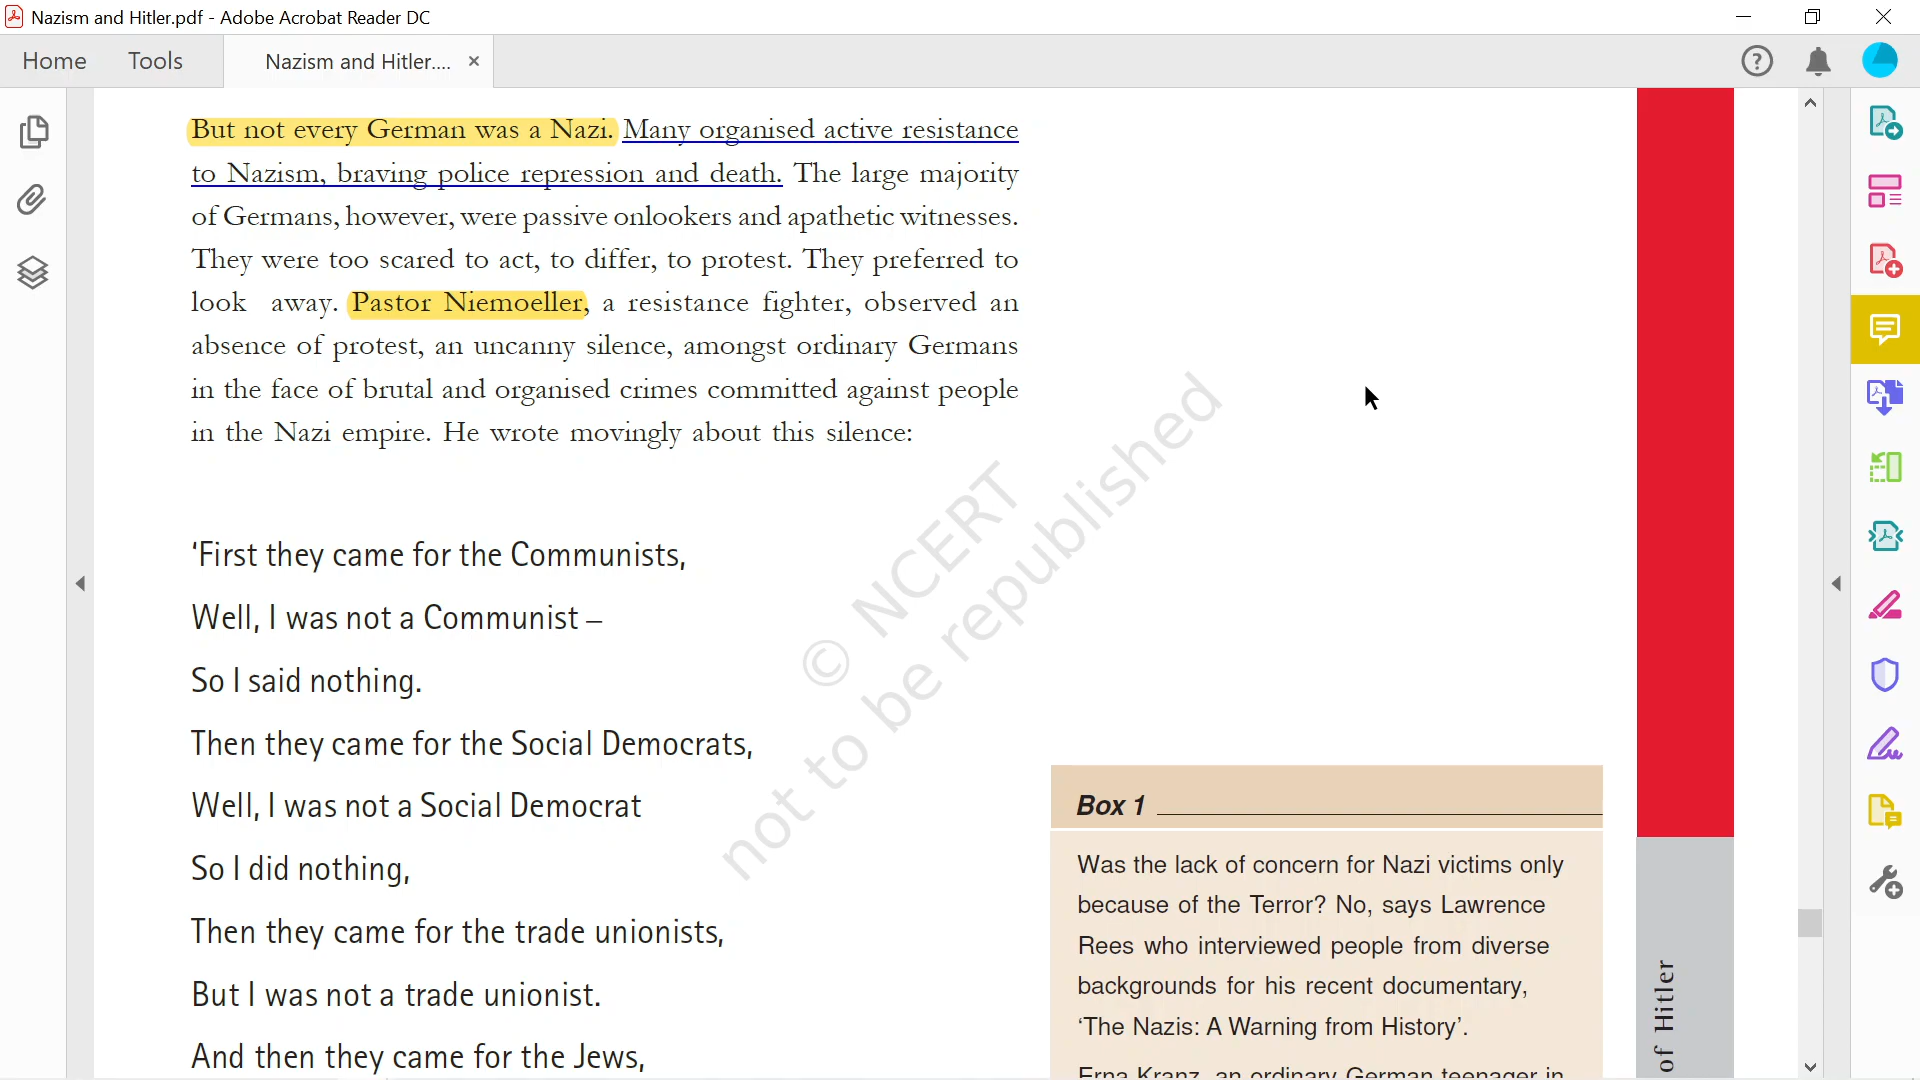 Nazism and Hitler.pdf - Adobe Acrobat Reader DC
Home Tools Nazism and Hitler.... ×
But not every German was a Nazi. Many organised active resistance
to Nazism, braving police repression and death. The large majority
of Germans, however, were passive onlookers and apathetic witnesses.
They were too scared to act, to differ, to protest. They preferred to
look away. Pastor Niemoeller, a resistance fighter, observed an
absence of protest, an uncanny silence, amongst ordinary Germans
in the face of brutal and organised crimes committed against people
in the Nazi empire. He wrote movingly about this silence:
‘First they came for the Communists,
Well, I was not a Communist –
So I said nothing.
Then they came for the Social Democrats,
Well, I was not a Social Democrat
So I did nothing,
Then they came for the trade unionists,
But I was not a trade unionist.
And then they came for the Jews,
© NCERT
not to be republished
Box 1
Was the lack of concern for Nazi victims only
because of the Terror? No, says Lawrence
Rees who interviewed people from diverse
backgrounds for his recent documentary,
‘The Nazis: A Warning from History’.
Erna Kranz, an ordinary German teenager in
of Hitler